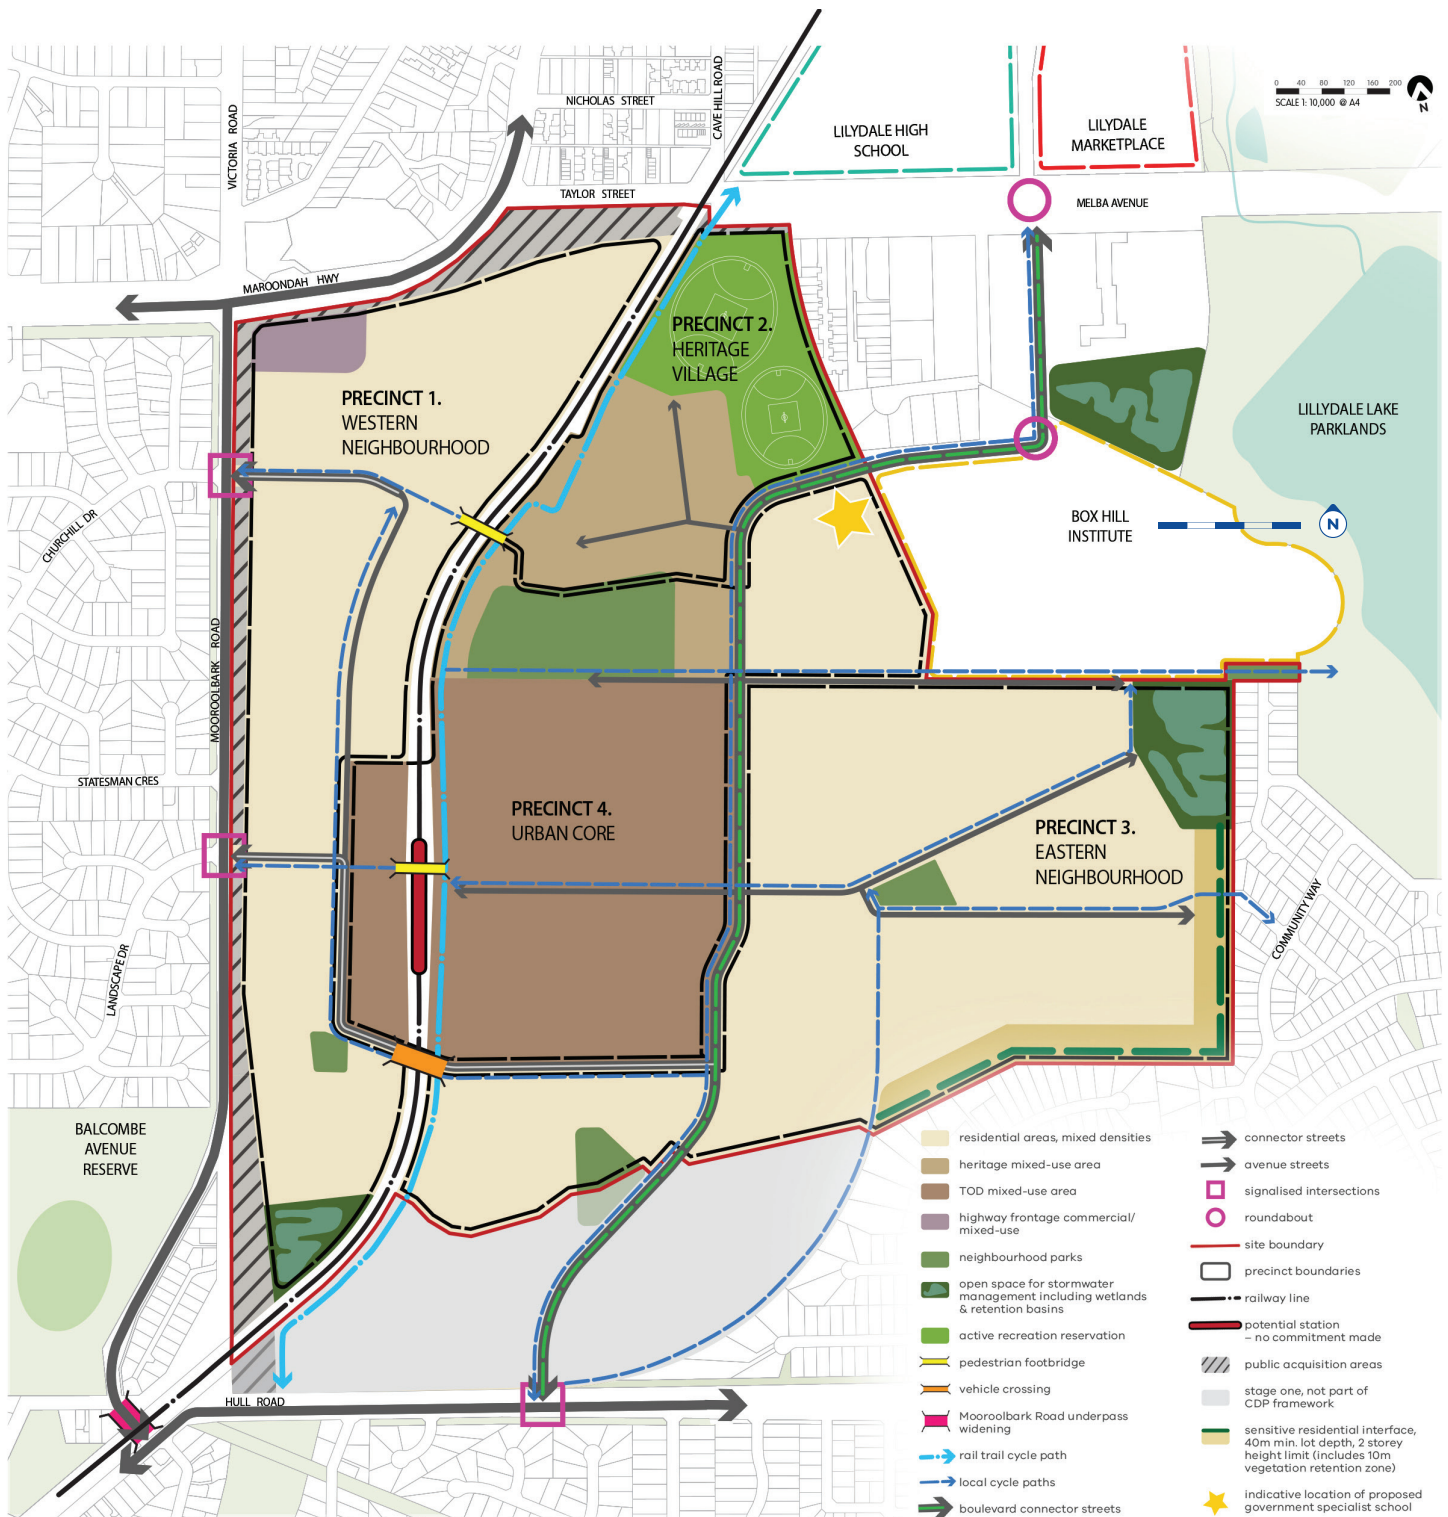 0 40 80 120 160 200
SCALE 1: 10,000 @ A4
N
NICHOLAS STREET
CAVE HILL ROAD
VICTORIA ROAD
TAYLOR STREET
LILYDALE HIGH
SCHOOL
LILYDALE
MARKETPLACE
MELBA AVENUE
MAROONDAH HWY
PRECINCT 1.
WESTERN
NEIGHBOURHOOD
PRECINCT 2.
HERITAGE
VILLAGE
LILLYDALE LAKE
PARKLANDS
BOX HILL
INSTITUTE
N
CHURCHILL DR
MOOROOLBARK ROAD
STATESMAN CRES
LANDSCAPE DR
PRECINCT 4.
URBAN CORE
PRECINCT 3.
EASTERN
NEIGHBOURHOOD
COMMUNITY WAY
BALCOMBE
AVENUE
RESERVE
HULL ROAD
residential areas, mixed densities
heritage mixed-use area
TOD mixed-use area
highway frontage commercial/
mixed-use
neighbourhood parks
open space for stormwater
management including wetlands
& retention basins
active recreation reservation
pedestrian footbridge
vehicle crossing
Mooroolbark Road underpass
widening
rail trail cycle path
local cycle paths
boulevard connector streets
connector streets
avenue streets
signalised intersections
roundabout
site boundary
precinct boundaries
railway line
potential station
– no commitment made
public acquisition areas
stage one, not part of
CDP framework
sensitive residential interface,
40m min. lot depth, 2 storey
height limit (includes 10m
vegetation retention zone)
indicative location of proposed
government specialist school